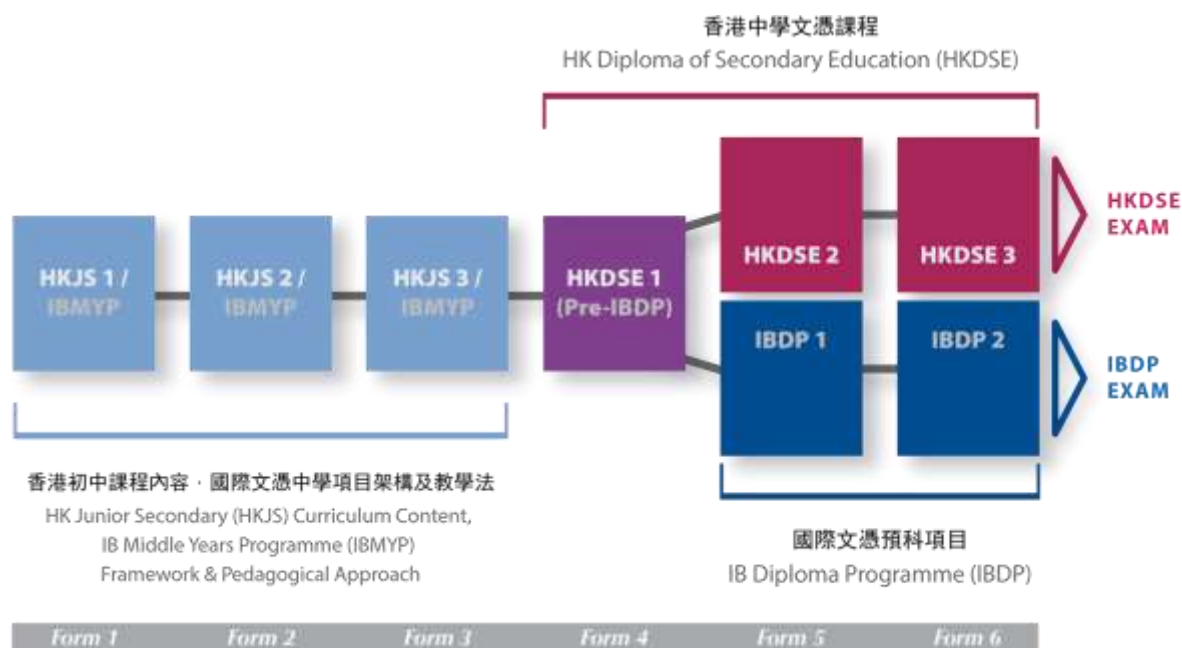 香港中學文憑課程
HK Diploma of Secondary Education (HKDSE)
HKJS 1 /
IBMYP
HKJS 2 /
IBMYP
HKJS 3 /
IBMYP
HKDSE 1
(Pre-IBDP)
HKDSE 2
HKDSE 3
HKDSE
EXAM
IBDP 1
IBDP 2
IBDP
EXAM
香港初中課程內容．國際文憑中學項目架構及教學法
HK Junior Secondary (HKJS) Curriculum Content,
IB Middle Years Programme (IBMYP)
Framework & Pedagogical Approach
國際文憑預科項目
IB Diploma Programme (IBDP)
Form 1 Form 2 Form 3 Form 4 Form 5 Form 6